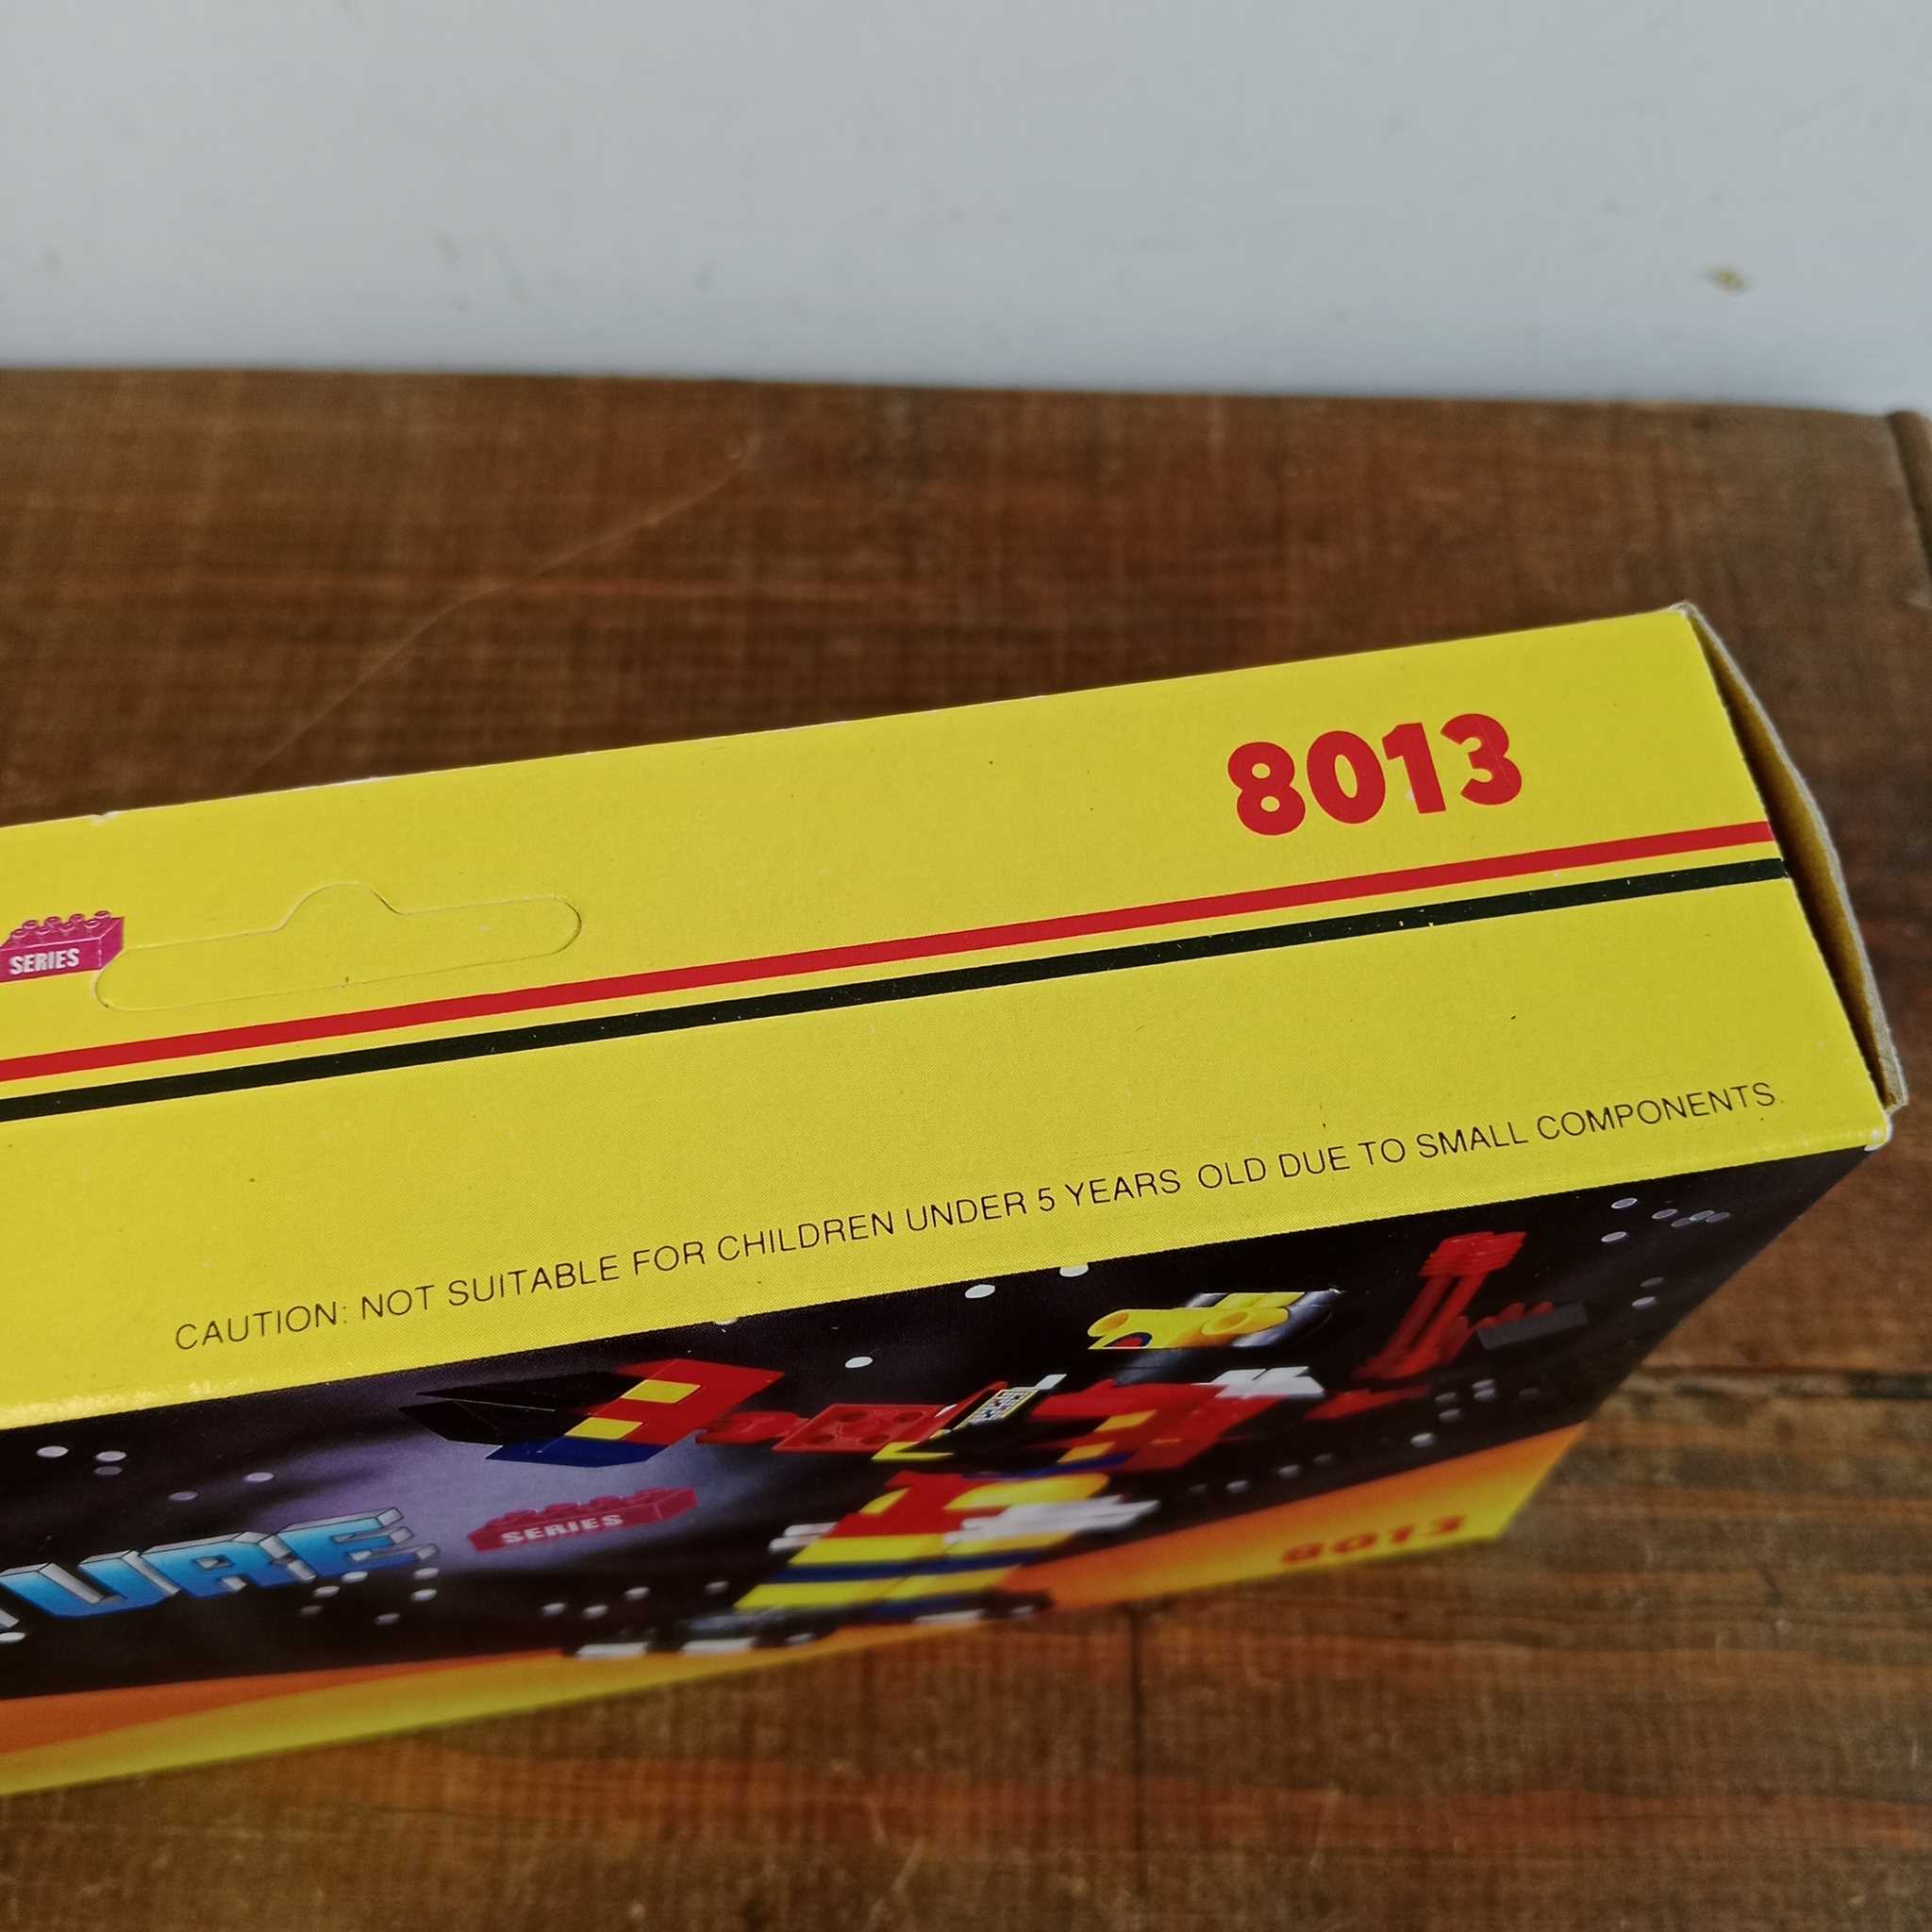 8013
SERIES
CAUTION: NOT SUITABLE FOR CHILDREN UNDER 5 YEARS OLD DUE TO SMALL COMPONENTS.
URE
SERIES
8013